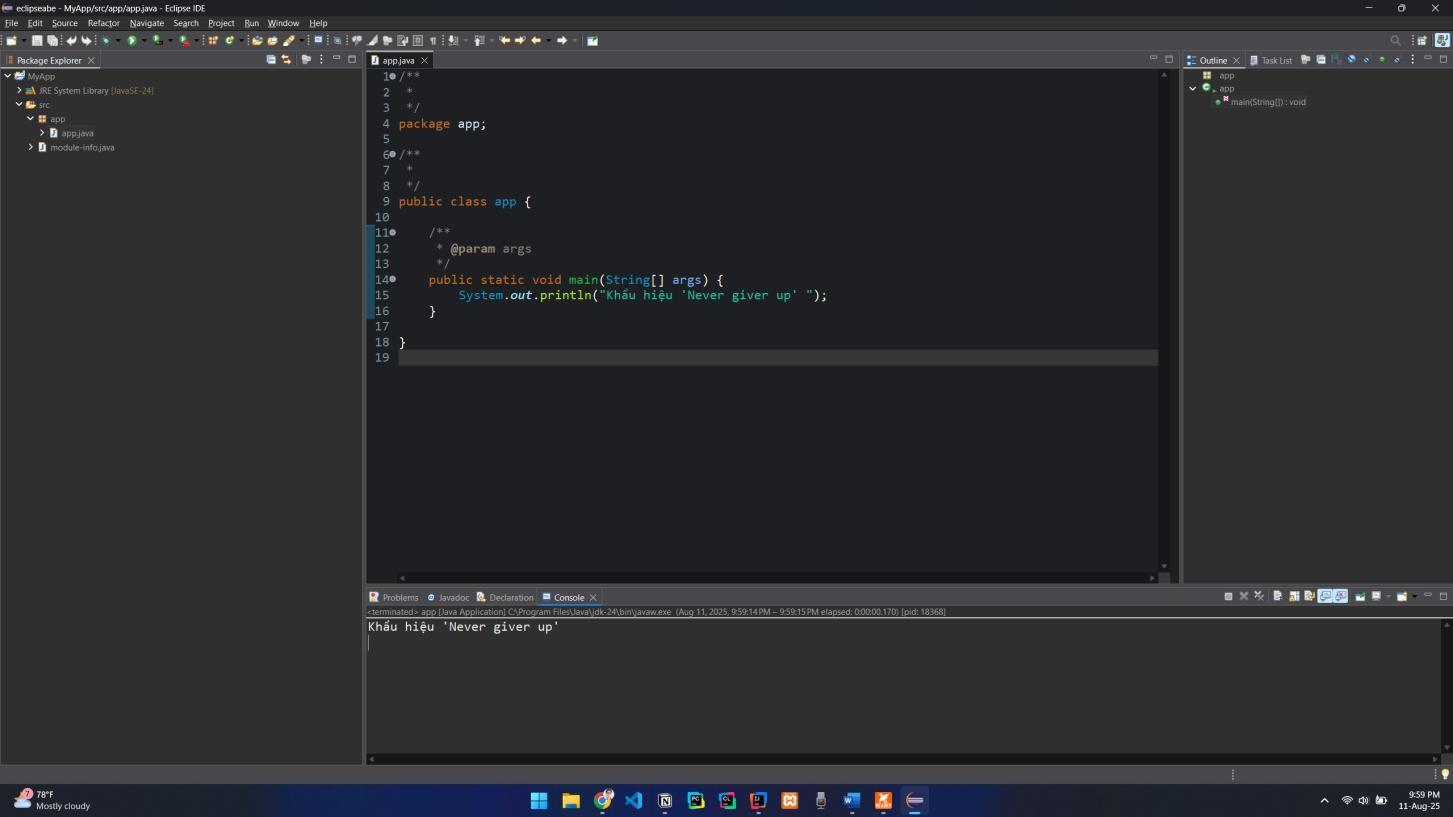 eclipseabe - MyApp/src/app/app.java - Eclipse IDE
File Edit Source Refactor Navigate Search Project Run Window Help
Package Explorer
MyApp
JRE System Library [JavaSE-24]
src
app
app.java
module-info.java
app.java
1 /**
2 *
3 */
4 package app;
5
6 /**
7 *
8 */
9 public class app {
10
11 /**
12 * @param args
13 */
14 public static void main(String[] args) {
15 System.out.println("Khẩu hiệu 'Never giver up' ");
16 }
17
18 }
19
Outline Task List
app
app
main(String[]) : void
Problems Javadoc Declaration Console
<terminated> app [Java Application] C:\Program Files\Java\jdk-24\bin\javaw.exe (Aug 11, 2025, 9:59:14 PM – 9:59:15 PM elapsed: 0:00:00.170) [pid: 18368]
Khẩu hiệu 'Never giver up'
78°F
Mostly cloudy
9:59 PM
11-Aug-25